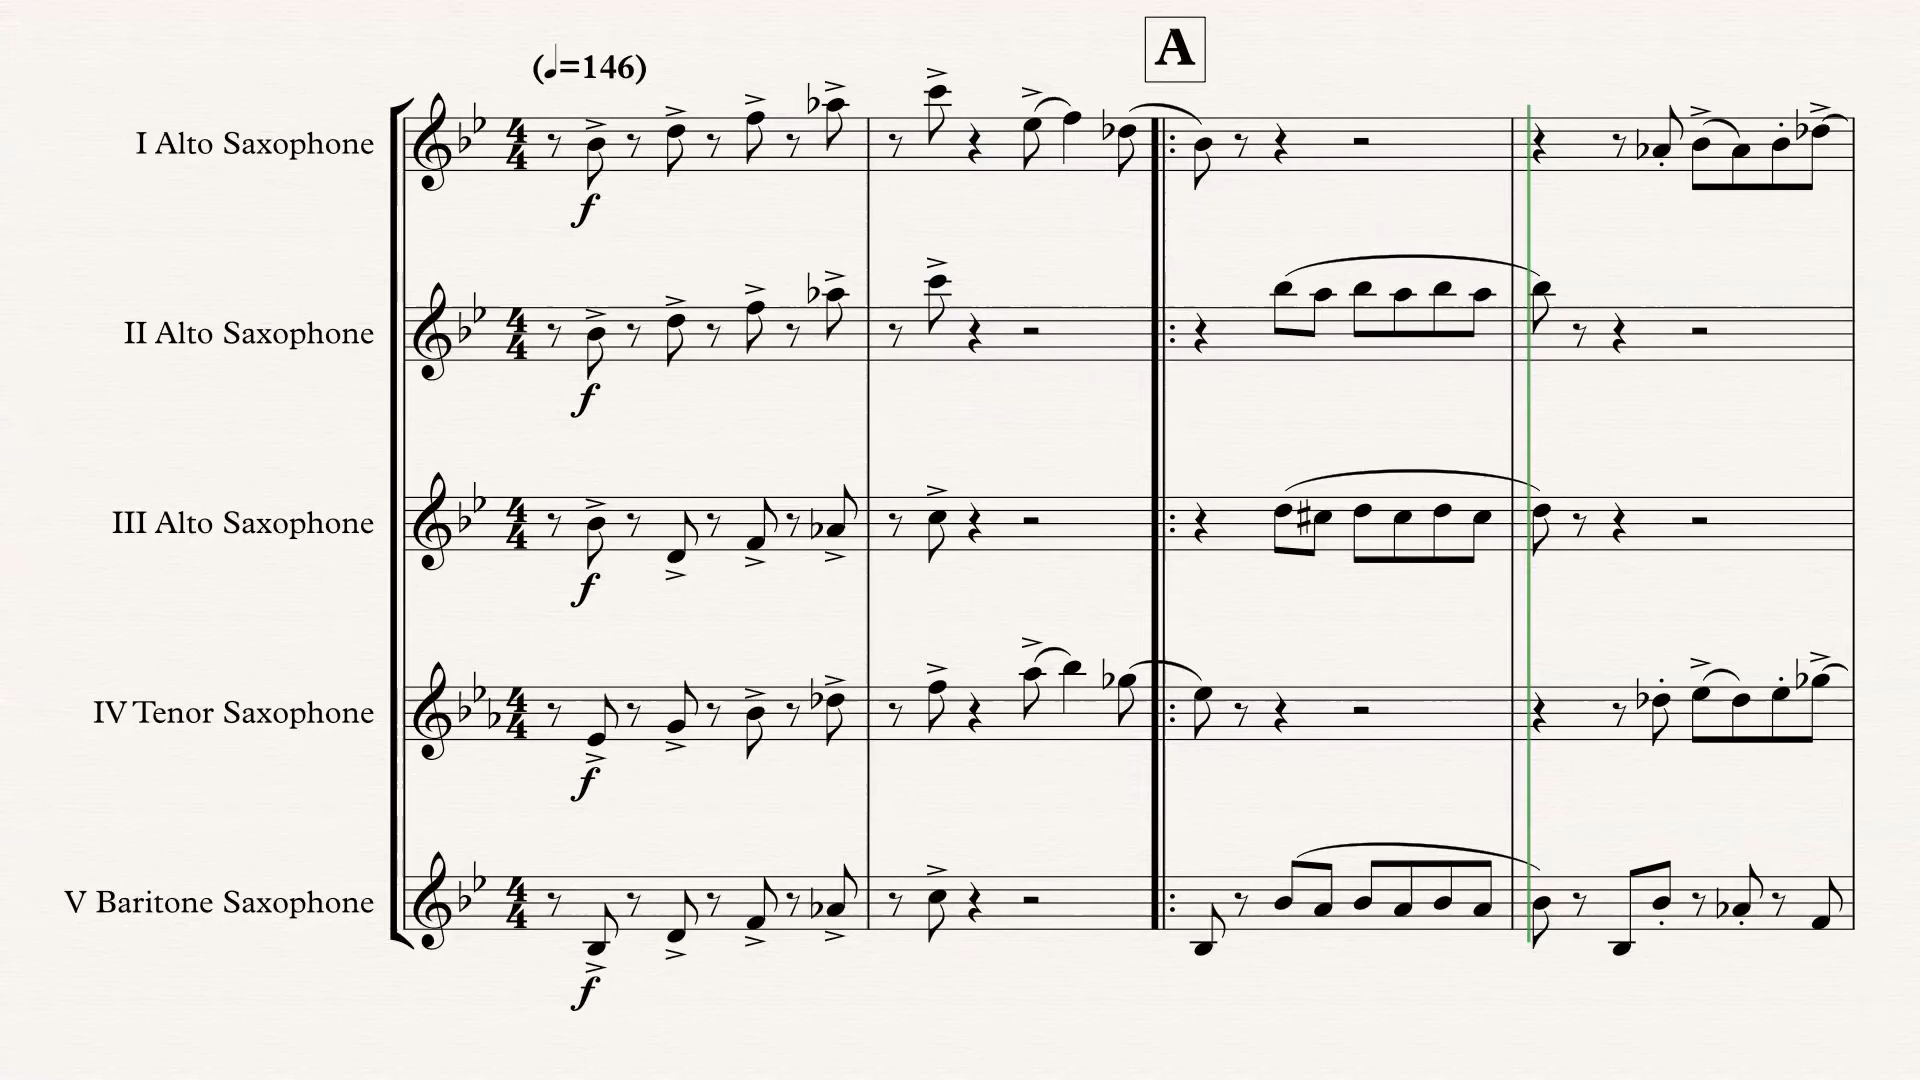 A
(♩=146)
I Alto Saxophone
f
II Alto Saxophone
f
III Alto Saxophone
f
IV Tenor Saxophone
f
V Baritone Saxophone
f